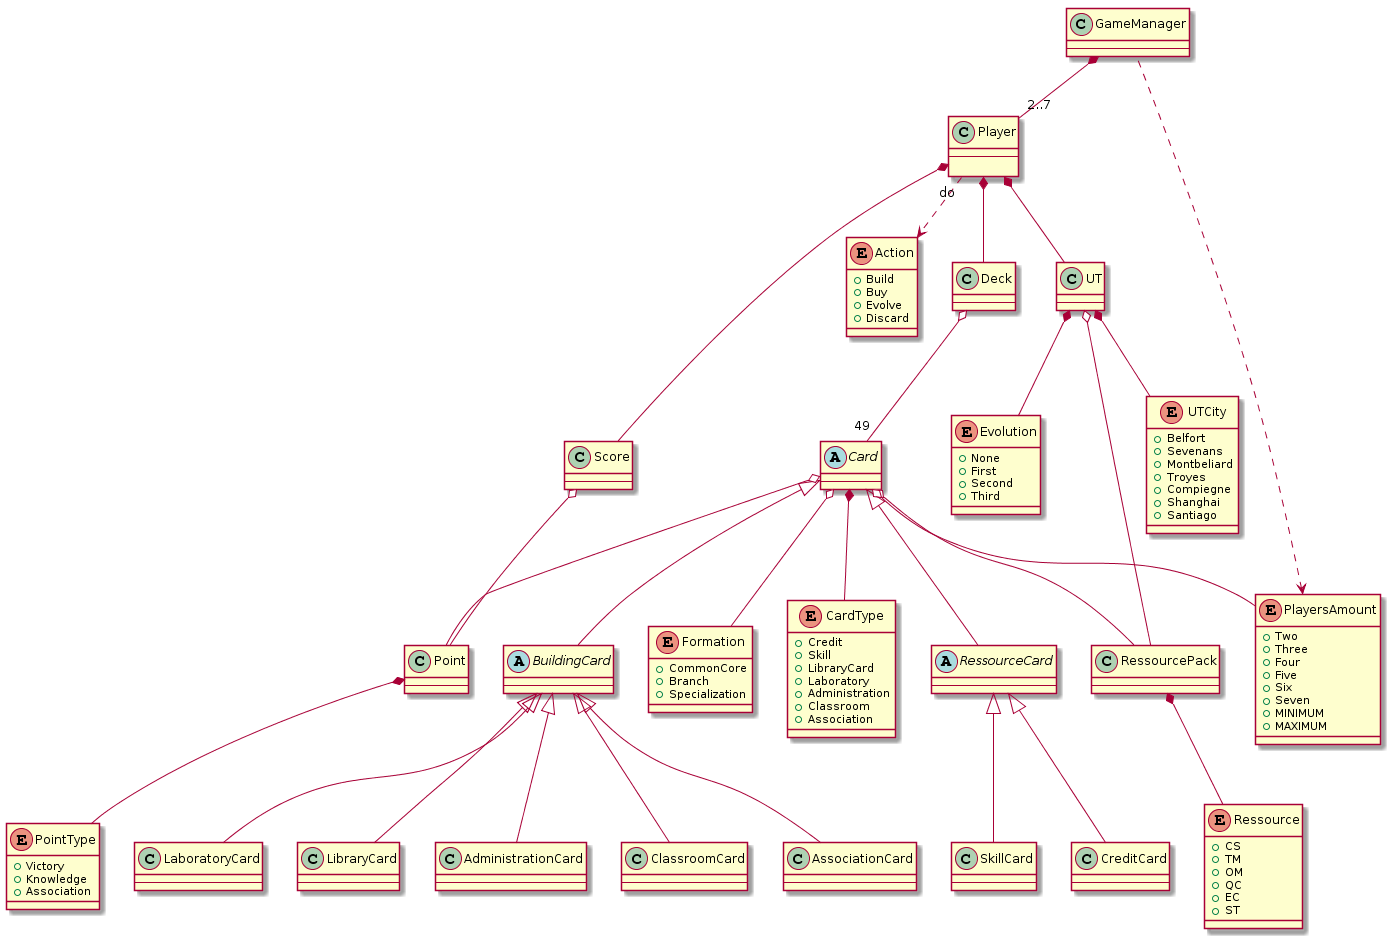 C GameManager
2..7
C Player
do
E Action
Build
Buy
Evolve
Discard
C Deck
C UT
49
E Evolution
None
First
Second
Third
E UTCity
Belfort
Sevenans
Montbeliard
Troyes
Compiegne
Shanghai
Santiago
C Score
A Card
C Point
A BuildingCard
E Formation
CommonCore
Branch
Specialization
E CardType
Credit
Skill
LibraryCard
Laboratory
Administration
Classroom
Association
A RessourceCard
C RessourcePack
E PlayersAmount
Two
Three
Four
Five
Six
Seven
MINIMUM
MAXIMUM
E PointType
Victory
Knowledge
Association
C LaboratoryCard
C LibraryCard
C AdministrationCard
C ClassroomCard
C AssociationCard
C SkillCard
C CreditCard
E Ressource
CS
TM
OM
QC
EC
ST